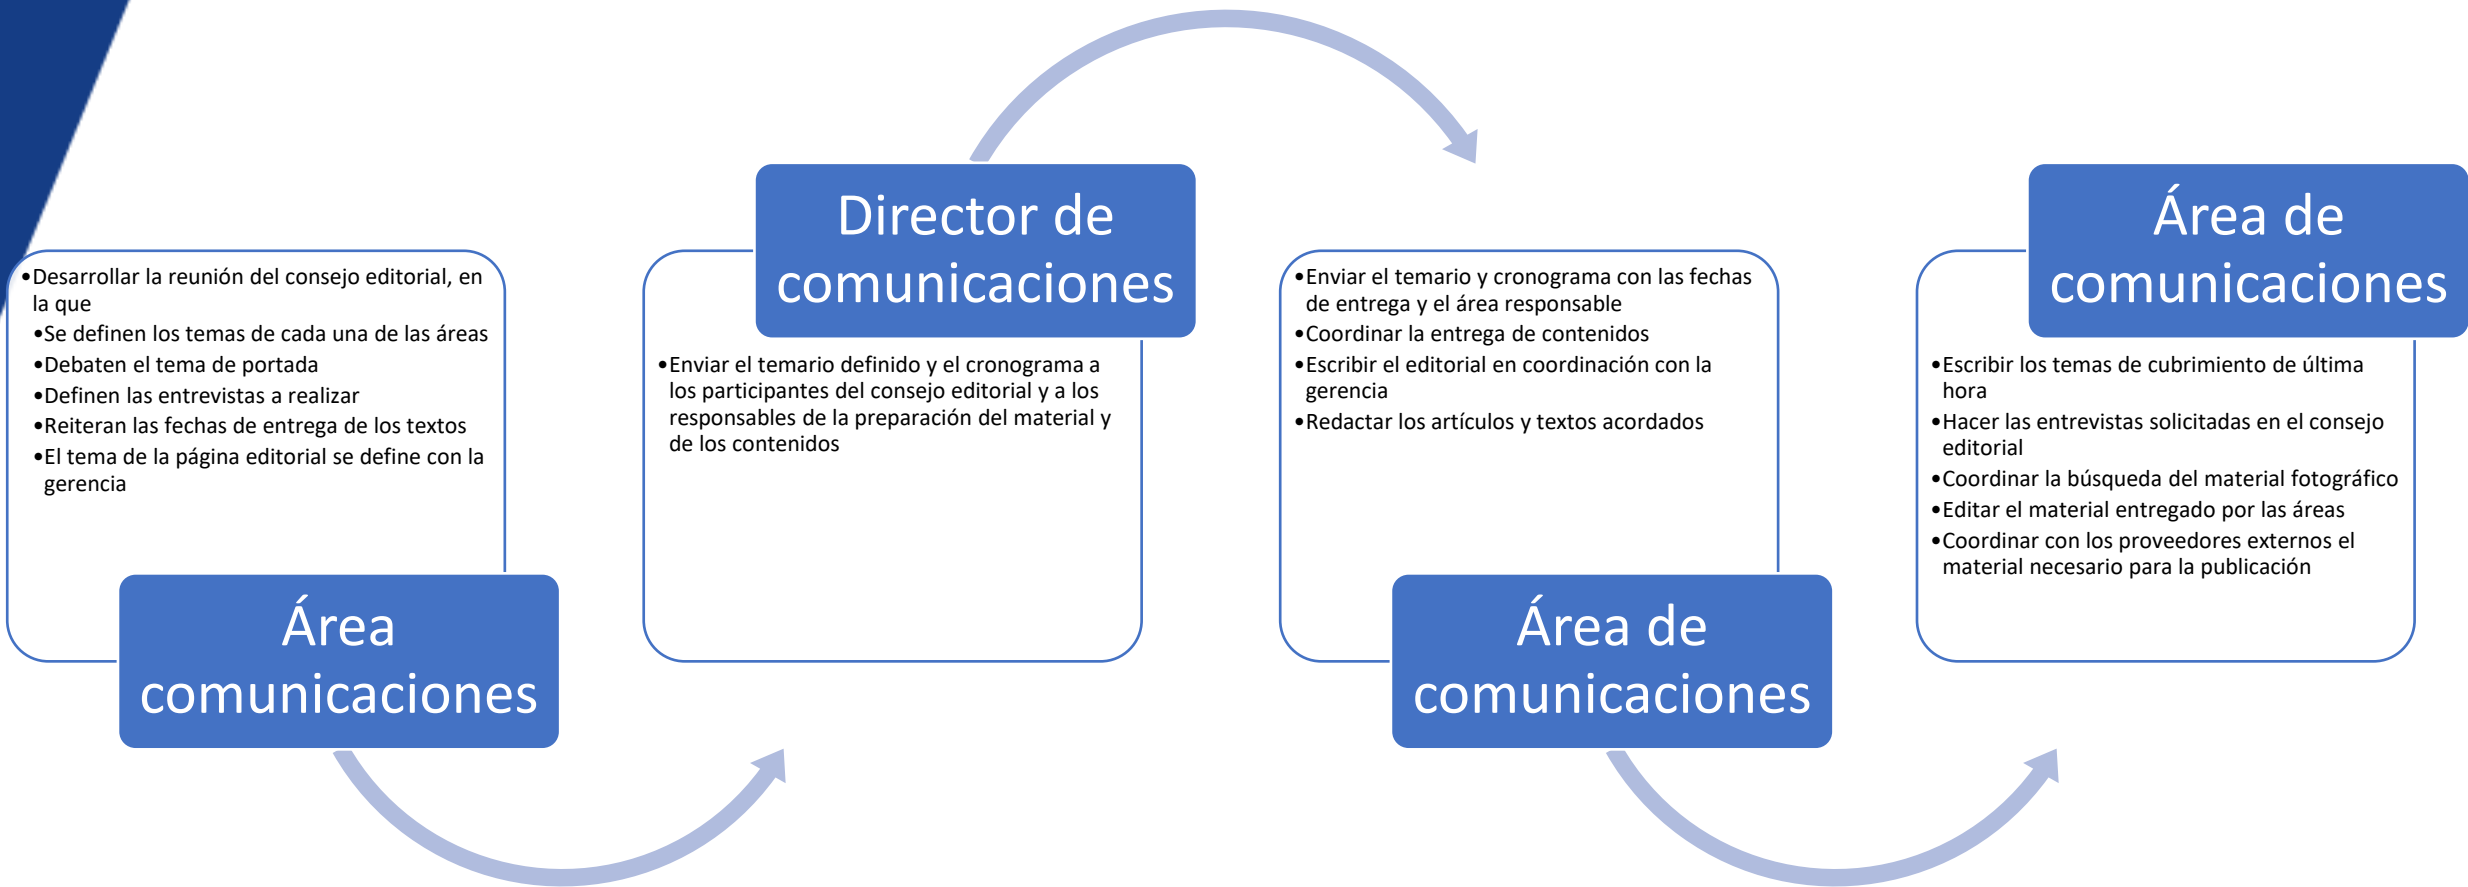 •Desarrollar la reunión del consejo editorial, en
la que
•Se definen los temas de cada una de las áreas
•Debaten el tema de portada
•Definen las entrevistas a realizar
•Reiteran las fechas de entrega de los textos
•El tema de la página editorial se define con la
gerencia
Área
comunicaciones
Director de
comunicaciones
•Enviar el temario definido y el cronograma a
los participantes del consejo editorial y a los
responsables de la preparación del material y
de los contenidos
•Enviar el temario y cronograma con las fechas
de entrega y el área responsable
•Coordinar la entrega de contenidos
•Escribir el editorial en coordinación con la
gerencia
•Redactar los artículos y textos acordados
Área de
comunicaciones
Área de
comunicaciones
•Escribir los temas de cubrimiento de última
hora
•Hacer las entrevistas solicitadas en el consejo
editorial
•Coordinar la búsqueda del material fotográfico
•Editar el material entregado por las áreas
•Coordinar con los proveedores externos el
material necesario para la publicación